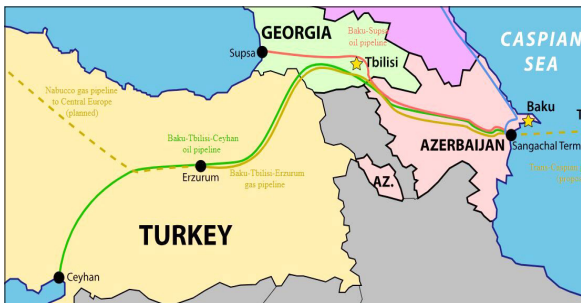 GEORGIA
Baku-Supsa
oil pipeline
CASPIAN
SEA
Supsa
Tbilisi
Nabucco gas pipeline
to Central Europe
(planned)
Baku
Baku-Tbilisi-Ceyhan
oil pipeline
AZERBAIJAN
Sangachal Term
Erzurum
Baku-Tbilisi-Erzurum
gas pipeline
AZ.
TURKEY
Ceyhan